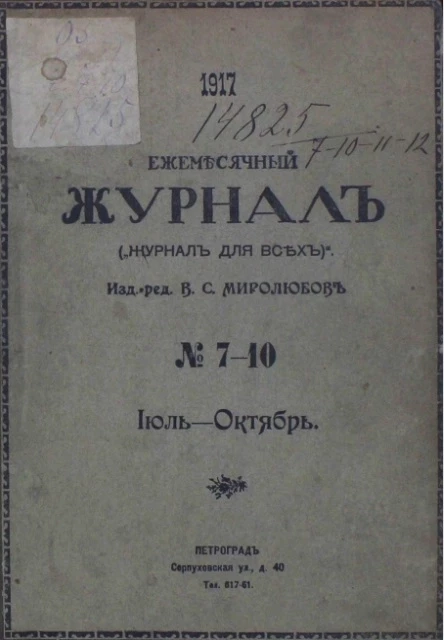 1917
14825
7-10-11-12
ЕЖЕМѢСЯЧНЫЙ
ЖУРНАЛЪ
(„ЖУРНАЛЪ ДЛЯ ВСѢХЪ)“.
Изд.-ред. В. С. МИРОЛЮБОВЪ
№ 7—10
Іюль—Октябрь.
ПЕТРОГРАДЪ
Серпуховская ул., д. 40
Тел. 617-61.